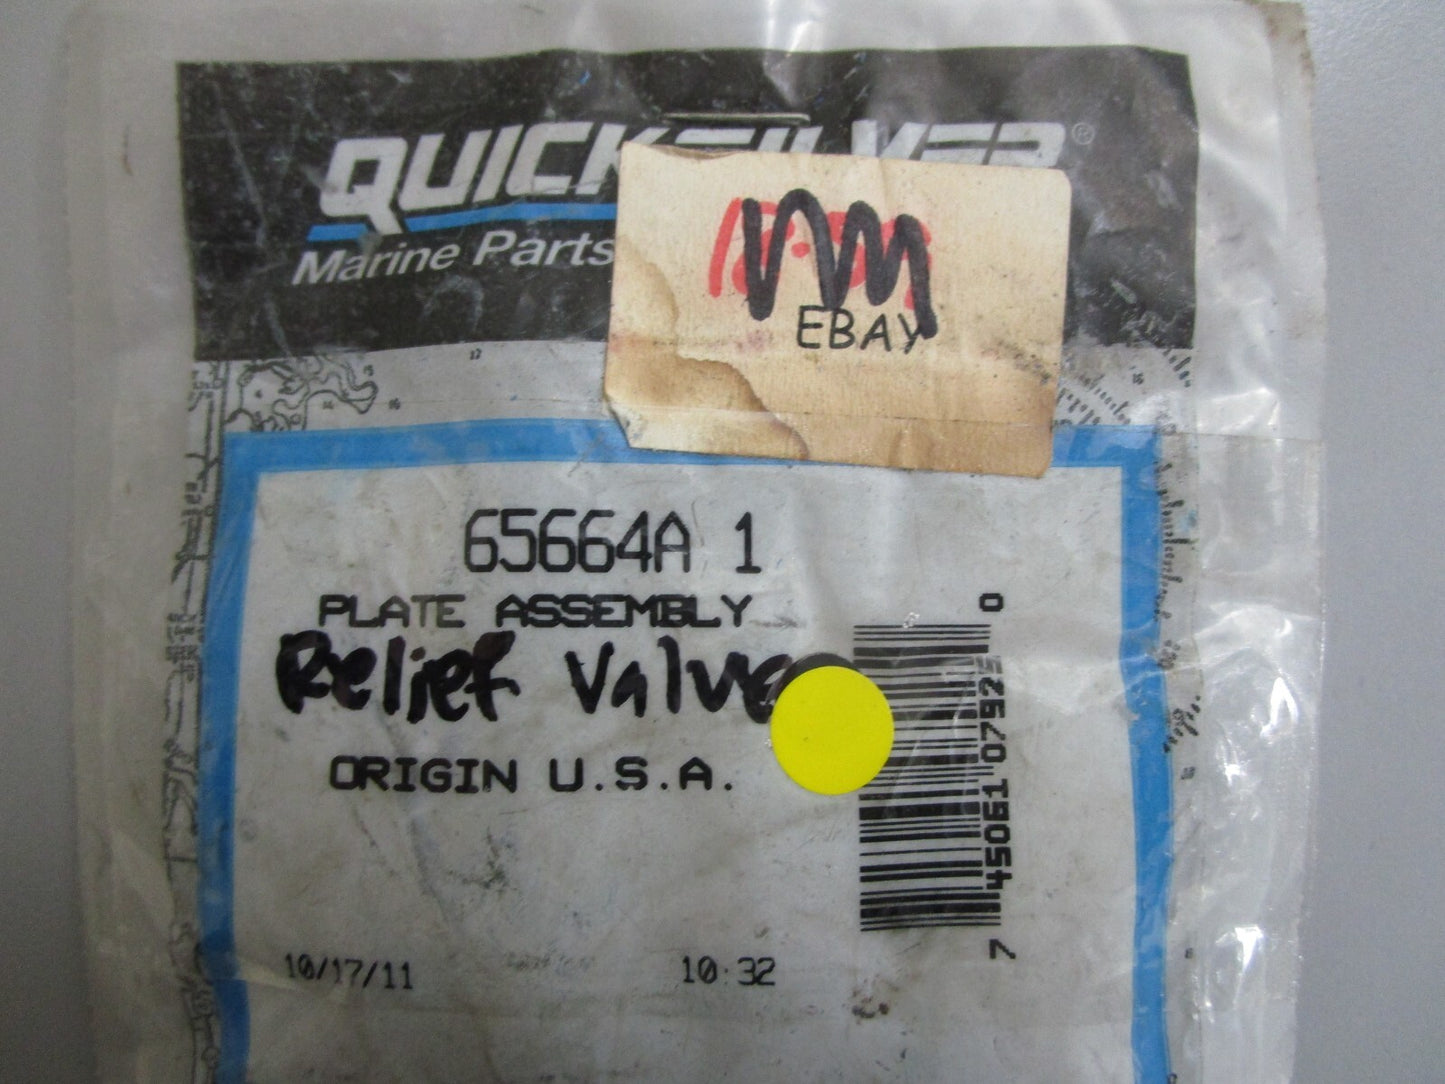 QUICKSILVER®
Marine Parts
NM
EBAY
65664A 1
PLATE ASSEMBLY
Relief Valve
ORIGIN U.S.A.
7 45061 07925 0
10/17/11 10:32